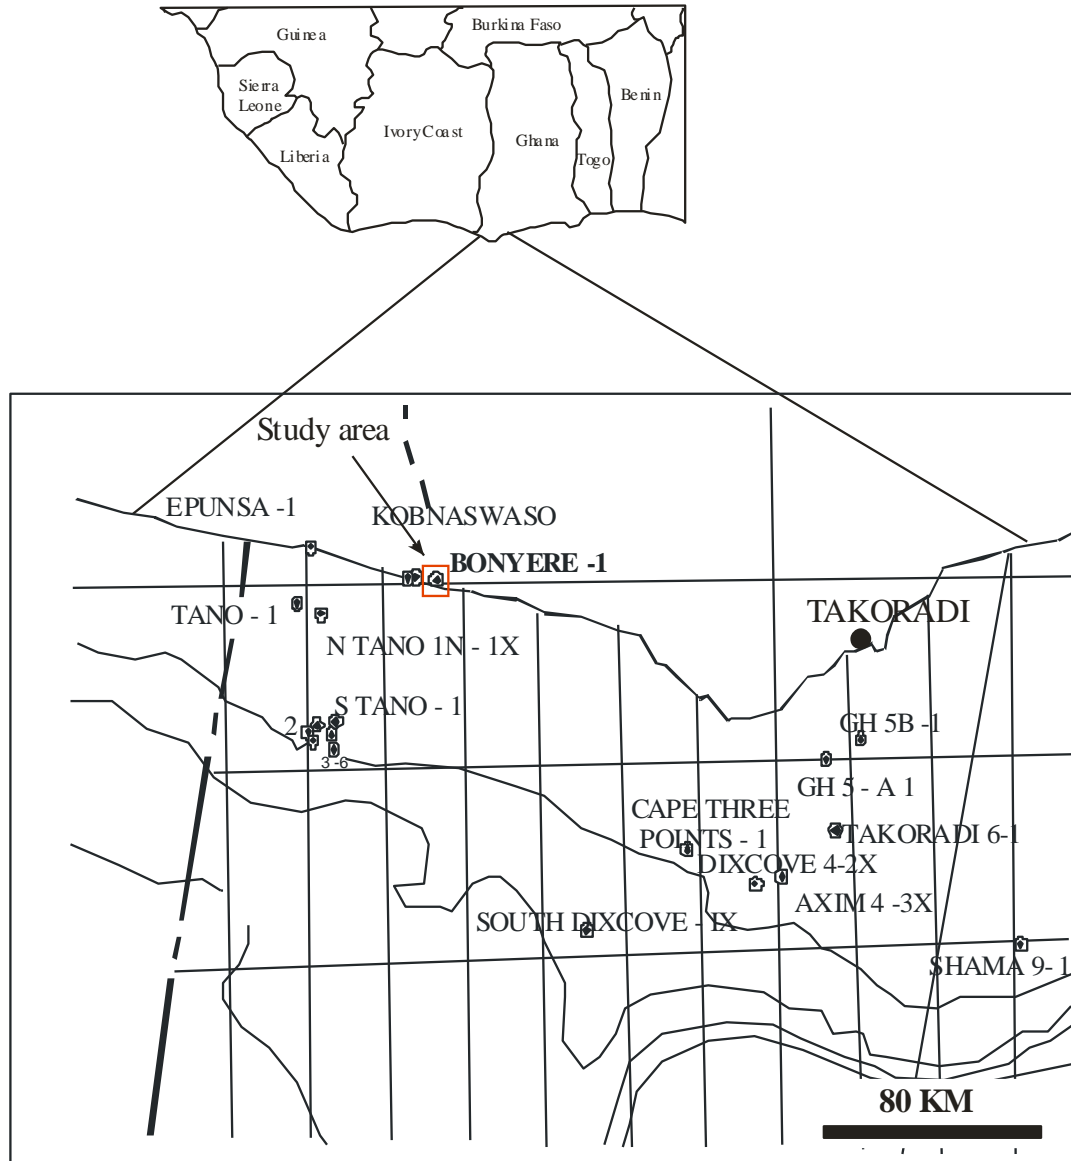 Burkina Faso
Guinea
Sierra
Leone
Benin
Ivory Coast
Ghana
Liberia
Togo
Study area
EPUNSA -1
KOBNASWASO
BONYERE -1
TANO - 1
TAKORADI
N TANO 1N - 1X
S TANO - 1
2
3 -6
GH 5B -1
GH 5 - A 1
CAPE THREE
POINTS - 1
TAKORADI 6-1
DIXCOVE 4-2X
AXIM 4 -3X
SOUTH DIXCOVE - IX
SHAMA 9- 1
80 KM